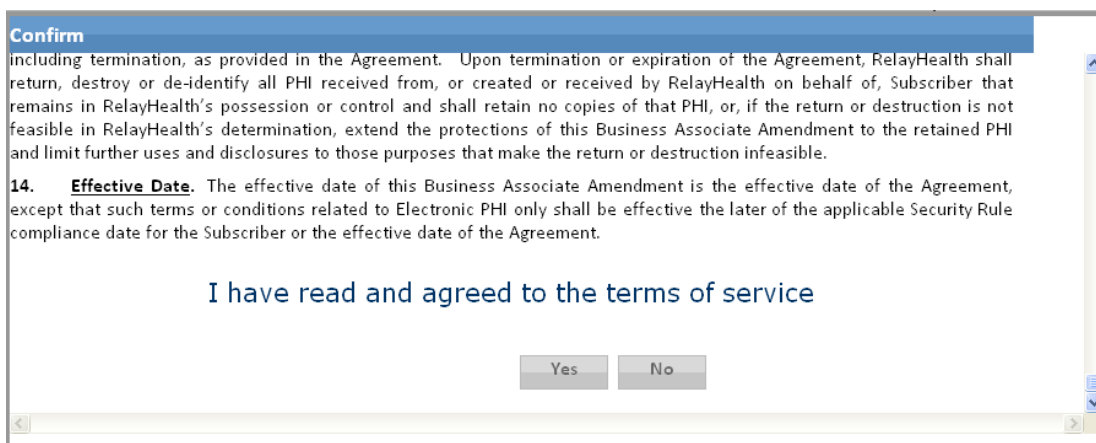 Confirm
including termination, as provided in the Agreement. Upon termination or expiration of the Agreement, RelayHealth shall
return, destroy or de-identify all PHI received from, or created or received by RelayHealth on behalf of, Subscriber that
remains in RelayHealth's possession or control and shall retain no copies of that PHI, or, if the return or destruction is not
feasible in RelayHealth's determination, extend the protections of this Business Associate Amendment to the retained PHI
and limit further uses and disclosures to those purposes that make the return or destruction infeasible.
14. Effective Date. The effective date of this Business Associate Amendment is the effective date of the Agreement,
except that such terms or conditions related to Electronic PHI only shall be effective the later of the applicable Security Rule
compliance date for the Subscriber or the effective date of the Agreement.
I have read and agreed to the terms of service
Yes No